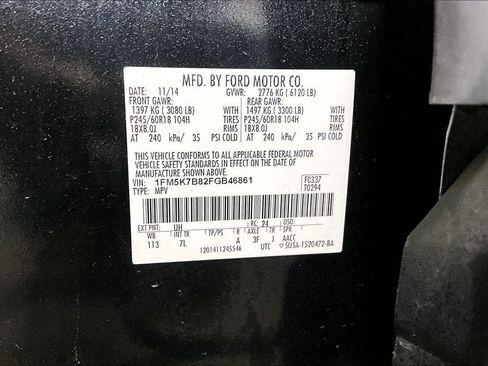 MFD. BY FORD MOTOR CO.
DATE: 11/14 GVWR: 2776 KG ( 6120 LB)
FRONT GAWR: REAR GAWR:
1397 KG ( 3080 LB) WITH 1497 KG ( 3300 LB) WITH
P245/60R18 104H TIRES P245/60R18 104H TIRES
18X8.0J RIMS 18X8.0J RIMS
AT 240 kPa/ 35 PSI COLD AT 240 kPa/ 35 PSI COLD
THIS VEHICLE CONFORMS TO ALL APPLICABLE FEDERAL MOTOR
VEHICLE SAFETY STANDARDS IN EFFECT ON THE DATE OF
MANUFACTURE SHOWN ABOVE.
VIN: 1FM5K7B82FGB46861 F0337
TYPE: MPV T0294
EXT PNT: UH RC: 24 DSO:
WB INT TR TP/PS R AXLE TR SPR
113 7L A 3F J AACC
1201411245546 UTC ▽5U5A-1520472-BA